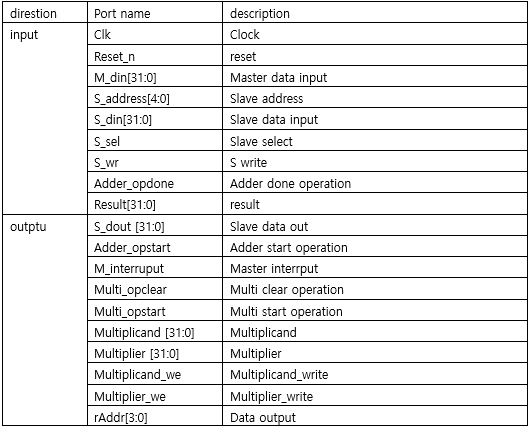 direstion Port name description
input Clk Clock
Reset_n reset
M_din[31:0] Master data input
S_address[4:0] Slave address
S_din[31:0] Slave data input
S_sel Slave select
S_wr S write
Adder_opdone Adder done operation
Result[31:0] result
outptu S_dout [31:0] Slave data out
Adder_opstart Adder start operation
M_interruput Master interrput
Multi_opclear Multi clear operation
Multi_opstart Multi start operation
Multiplicand [31:0] Multiplicand
Multiplier [31:0] Multiplier
Multiplicand_we Multiplicand_write
Multiplier_we Multiplier_write
rAddr[3:0] Data output